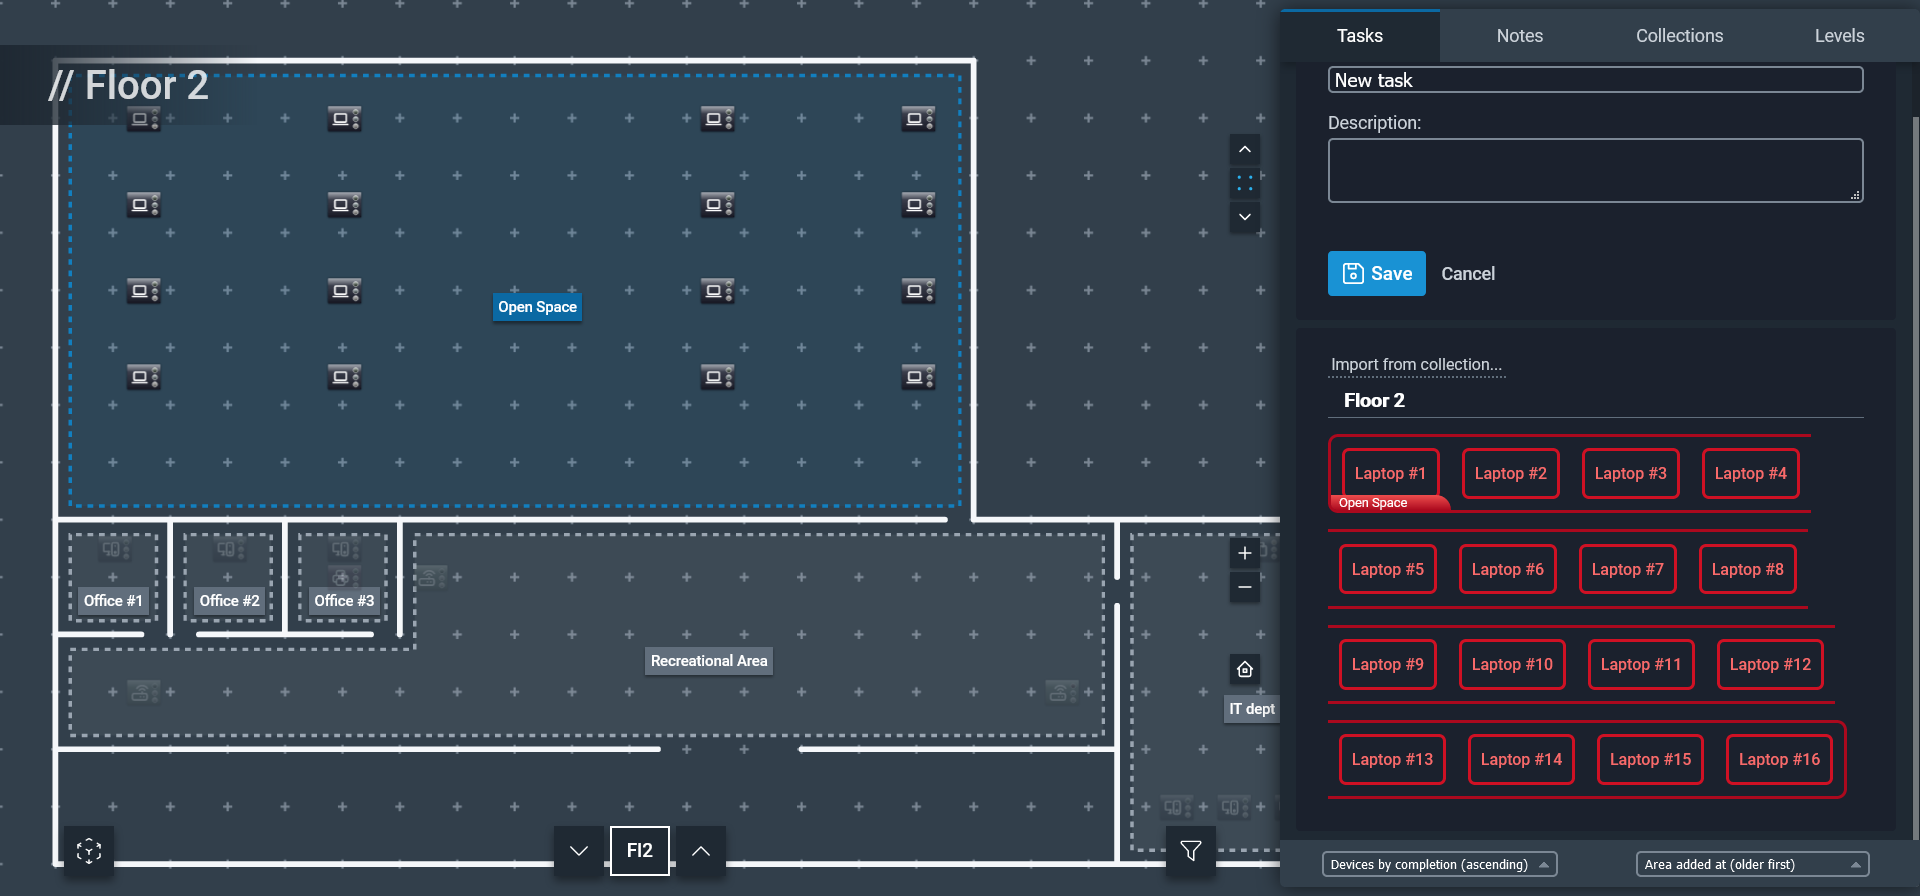 // Floor 2
Open Space
Office #1
Office #2
Office #3
Recreational Area
IT dept
Fl2
Tasks
Notes
Collections
Levels
New task
Description:
Save
Cancel
Import from collection...
Floor 2
Laptop #1
Laptop #2
Laptop #3
Laptop #4
Open Space
Laptop #5
Laptop #6
Laptop #7
Laptop #8
Laptop #9
Laptop #10
Laptop #11
Laptop #12
Laptop #13
Laptop #14
Laptop #15
Laptop #16
Devices by completion (ascending)
Area added at (older first)